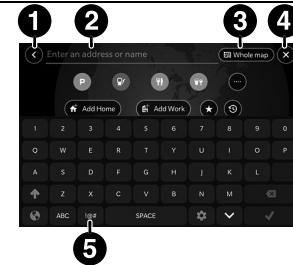 1 2 3 4
Enter an address or name Whole map
P
Add Home Add Work
1 2 3 4 5 6 7 8 9 0
Q W E R T Y U I O P
A S D F G H J K L
Z X C V B N M
ABC !@# SPACE
5